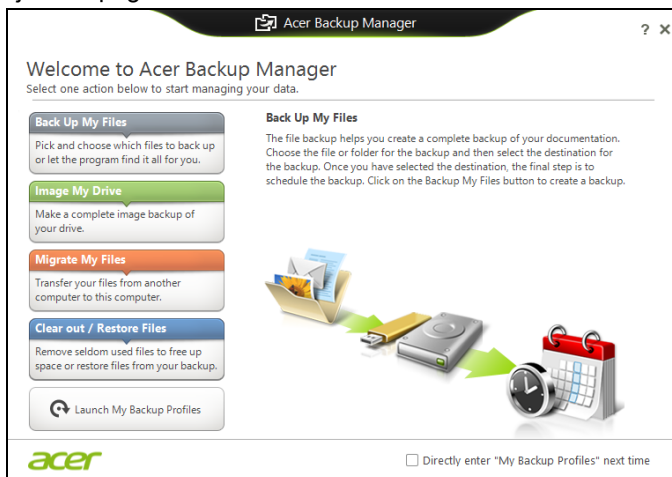 Acer Backup Manager
? X
Welcome to Acer Backup Manager
Select one action below to start managing your data.
Back Up My Files
Pick and choose which files to back up
or let the program find it all for you.
Image My Drive
Make a complete image backup of
your drive.
Migrate My Files
Transfer your files from another
computer to this computer.
Clear out / Restore Files
Remove seldom used files to free up
space or restore files from your backup.
Launch My Backup Profiles
Back Up My Files
The file backup helps you create a complete backup of your documentation.
Choose the file or folder for the backup and then select the destination for
the backup. Once you have selected the destination, the final step is to
schedule the backup. Click on the Backup My Files button to create a backup.
acer
Directly enter "My Backup Profiles" next time